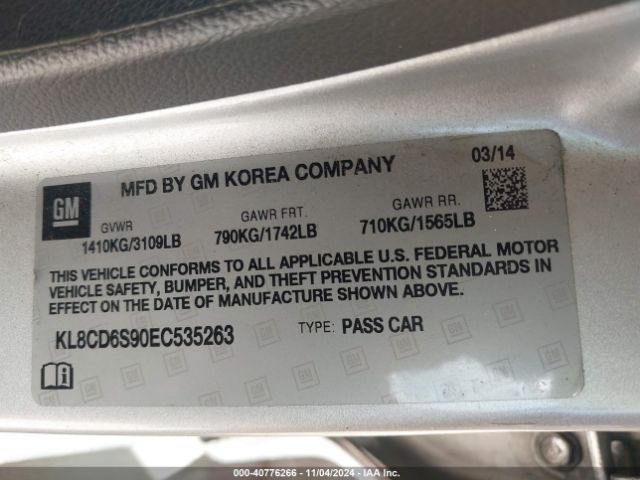 MFD BY GM KOREA COMPANY
03/14
GM
GVWR
1410KG/3109LB
GAWR FRT.
790KG/1742LB
GAWR RR.
710KG/1565LB
THIS VEHICLE CONFORMS TO ALL APPLICABLE U.S. FEDERAL MOTOR
VEHICLE SAFETY, BUMPER, AND THEFT PREVENTION STANDARDS IN
EFFECT ON THE DATE OF MANUFACTURE SHOWN ABOVE.
KL8CD6S90EC535263
TYPE: PASS CAR
000-40776266 - 11/04/2024 - IAA Inc.